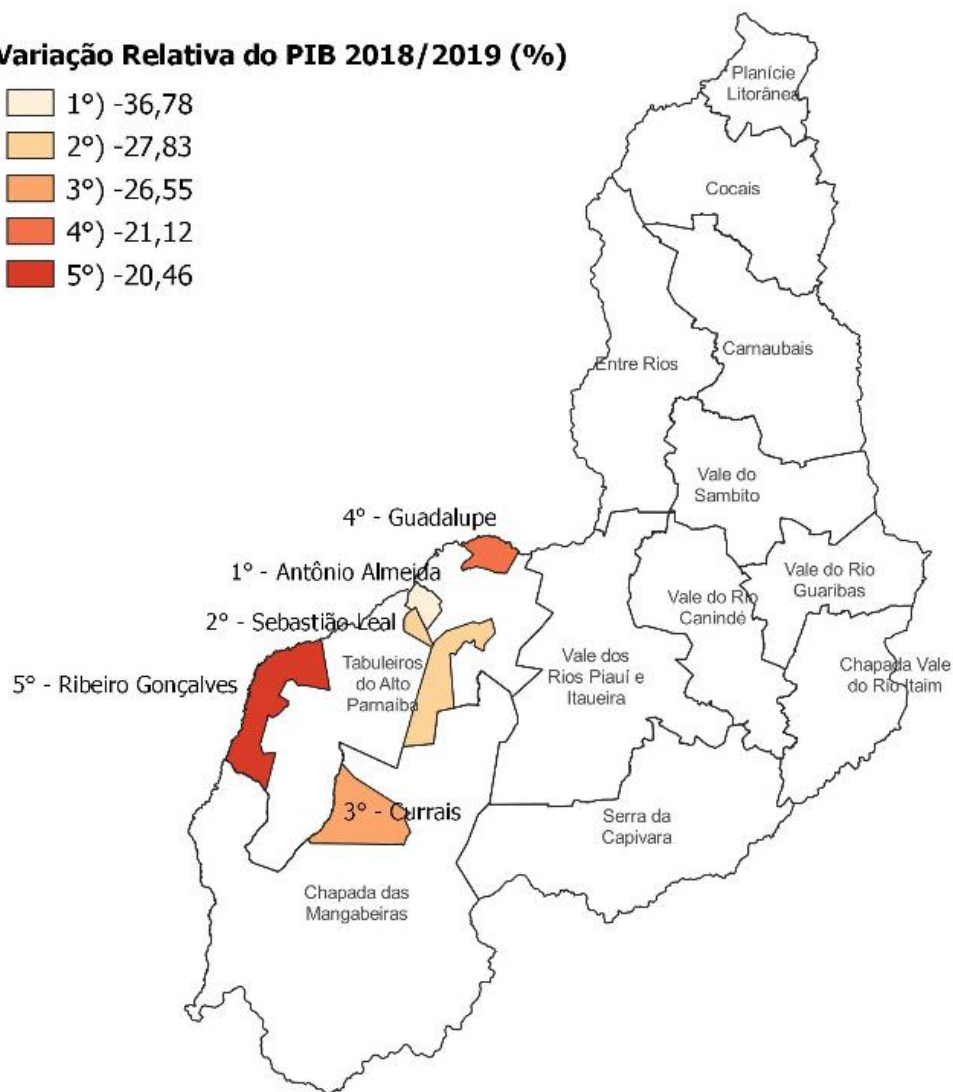 Variação Relativa do PIB 2018/2019 (%)
1°) -36,78
2°) -27,83
3°) -26,55
4°) -21,12
5°) -20,46
Planície
Litorânea
Cocais
Entre Rios
Carnaubais
Vale do
Sambito
4° - Guadalupe
1° - Antônio Almeida
2° - Sebastião Leal
5° - Ribeiro Gonçalves
Tabuleiros
do Alto
Parnaíba
Vale dos
Rios Piauí e
Itaueira
Vale do Rio
Canindé
Vale do Rio
Guaribas
Chapada Vale
do Rio Itaim
3° - Currais
Serra da
Capivara
Chapada das
Mangabeiras